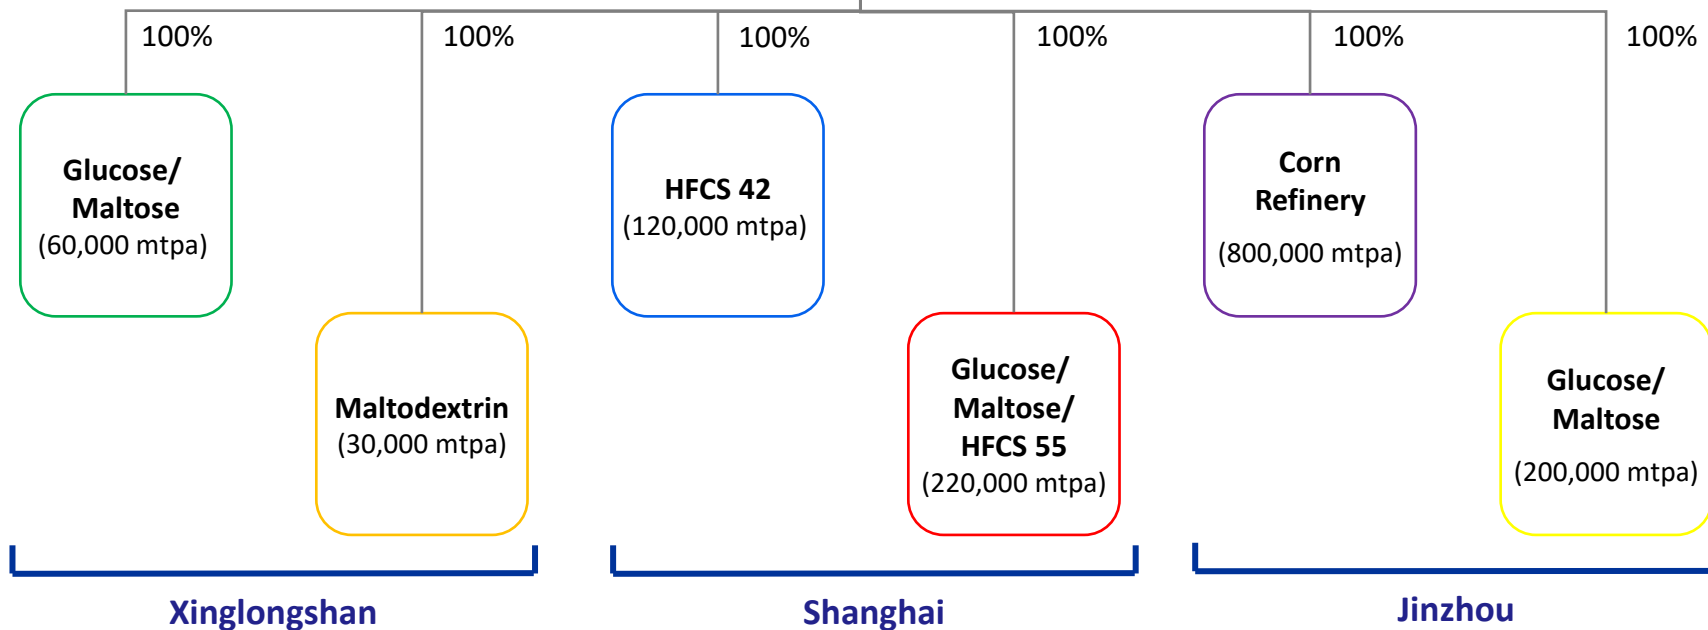 100%
100%
100%
100%
100%
100%
Glucose/
Maltose
(60,000 mtpa)
Maltodextrin
(30,000 mtpa)
HFCS 42
(120,000 mtpa)
Glucose/
Maltose/
HFCS 55
(220,000 mtpa)
Corn
Refinery
(800,000 mtpa)
Glucose/
Maltose
(200,000 mtpa)
Xinglongshan
Shanghai
Jinzhou